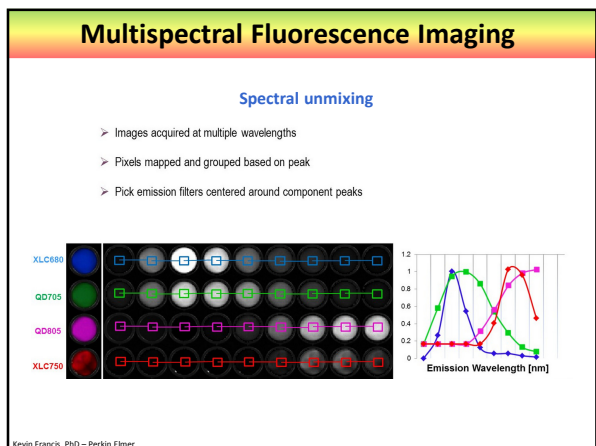 Multispectral Fluorescence Imaging
Spectral unmixing
➢ Images acquired at multiple wavelengths
➢ Pixels mapped and grouped based on peak
➢ Pick emission filters centered around component peaks
XLC680
QD705
QD805
XLC750
1.2
1
0.8
0.6
0.4
0.2
0
Emission Wavelength [nm]
Kevin Francis, PhD – Perkin Elmer